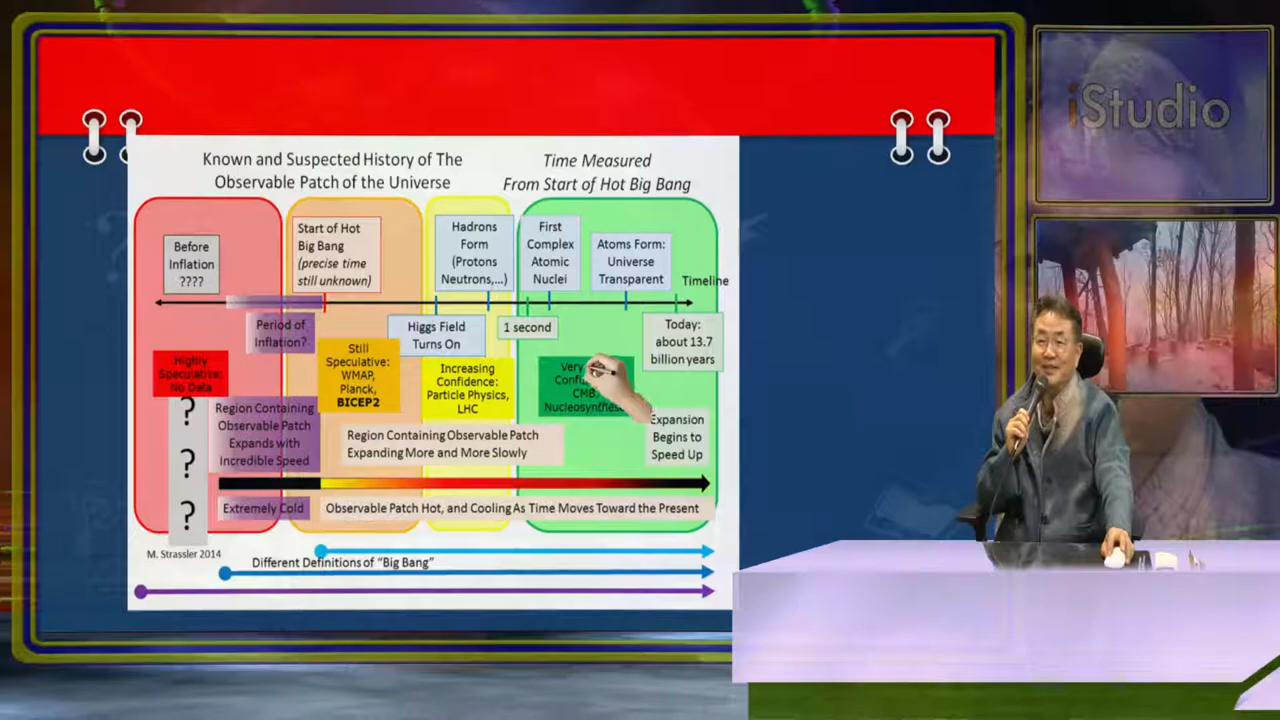 iStudio
Known and Suspected History of The
Observable Patch of the Universe
Time Measured
From Start of Hot Big Bang
Before
Inflation
????
Start of Hot
Big Bang
(precise time
still unknown)
Hadrons
Form
(Protons
Neutrons,...)
First
Complex
Atomic
Nuclei
Atoms Form:
Universe
Transparent
Timeline
Period of
Inflation?
Higgs Field
Turns On
1 second
Today:
about 13.7
billion years
Highly
Speculative:
No Data
Still
Speculative:
WMAP,
Planck,
BICEP2
Increasing
Confidence:
Particle Physics,
LHC
Very
CMB,
?
?
?
Region Containing
Observable Patch
Expands with
Incredible Speed
Region Containing Observable Patch
Expanding More and More Slowly
Expansion
Begins to
Speed Up
Extremely Cold
Observable Patch Hot, and Cooling As Time Moves Toward the Present
M. Strassler 2014
Different Definitions of "Big Bang"